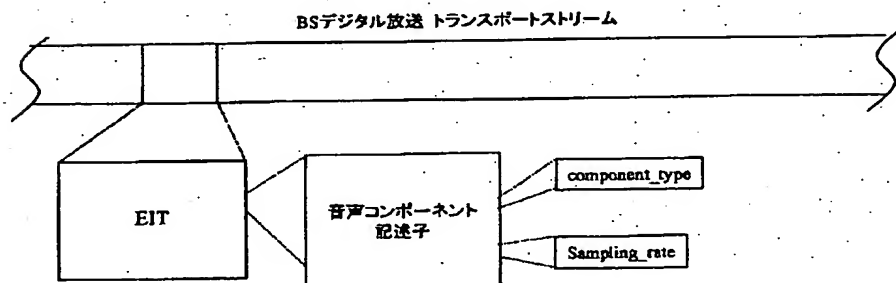 BSデジタル放送 トランスポートストリーム
EIT
音声コンポーネント
記述子
component_type
Sampling_rate